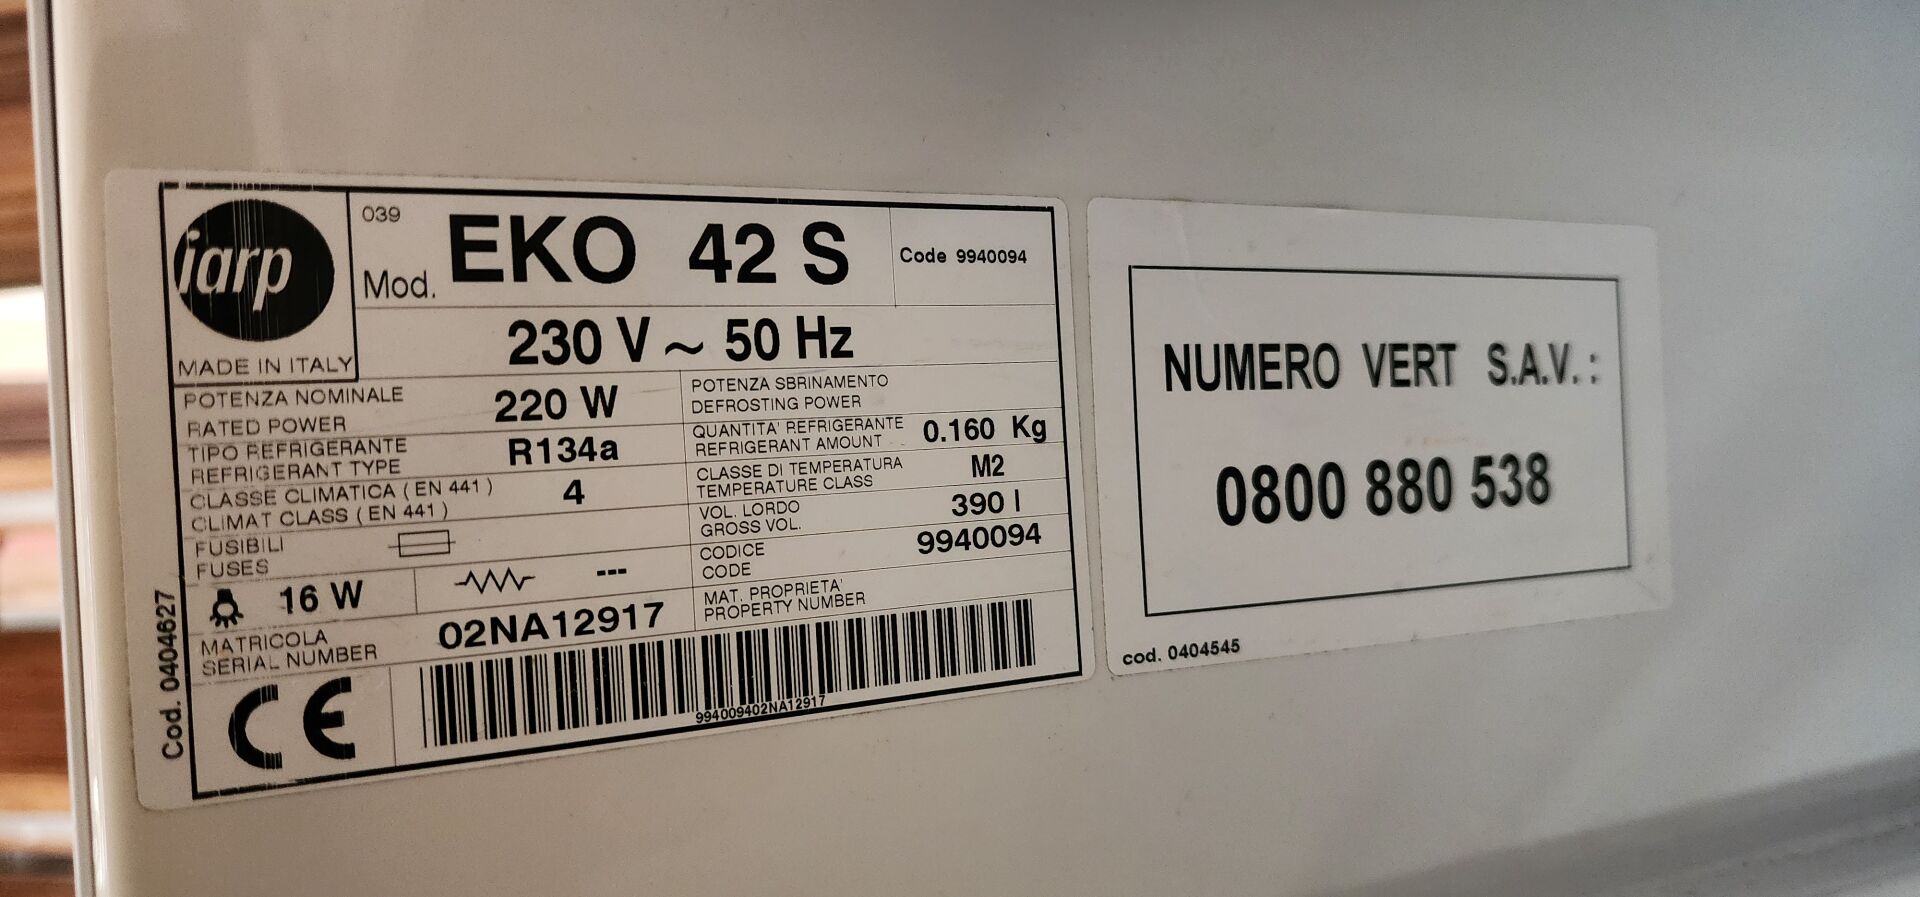 iarp
MADE IN ITALY
039
Mod. EKO 42 S
Code 9940094
230 V ~ 50 Hz
POTENZA NOMINALE
RATED POWER
220 W
POTENZA SBRINAMENTO
DEFROSTING POWER
TIPO REFRIGERANTE
REFRIGERANT TYPE
R134a
QUANTITA' REFRIGERANTE
REFRIGERANT AMOUNT
0.160 Kg
CLASSE CLIMATICA ( EN 441 )
CLIMAT CLASS ( EN 441 )
4
CLASSE DI TEMPERATURA
TEMPERATURE CLASS
M2
FUSIBILI
FUSES
VOL. LORDO
GROSS VOL.
390 l
16 W
---
CODICE
CODE
9940094
MATRICOLA
SERIAL NUMBER
02NA12917
MAT. PROPRIETA'
PROPERTY NUMBER
CE
994009402NA12917
Cod. 0404627
NUMERO VERT S.A.V. :
0800 880 538
cod. 0404545